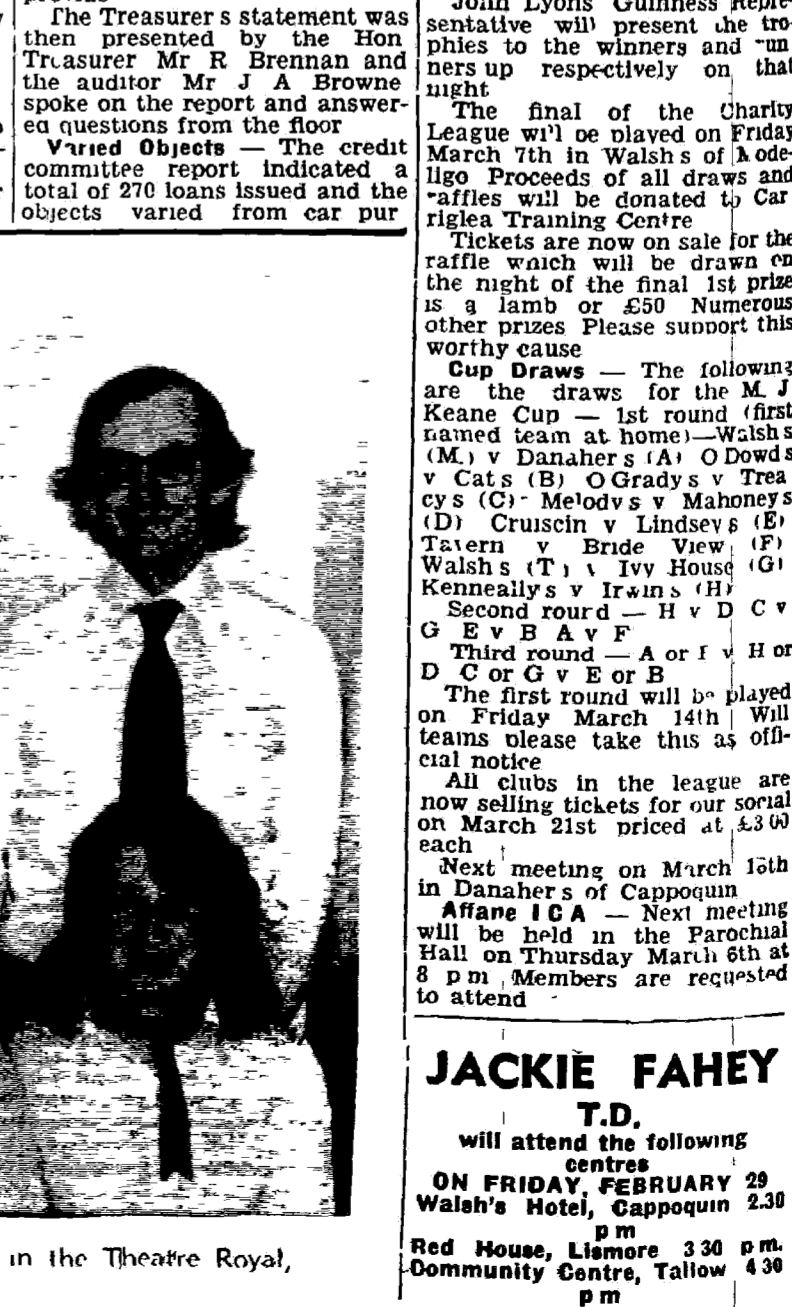 The Treasurer s statement was
then presented by the Hon
Treasurer Mr R Brennan and
the auditor Mr J A Browne
spoke on the report and answer-
ed questions from the floor
Varied Objects — The credit
committee report indicated a
total of 270 loans issued and the
objects varied from car pur
in the Theatre Royal,
John Lyons Guinness Repre-
sentative will present the tro-
phies to the winners and run
ners up respectively on that
night
The final of the Charity
League will be played on Friday
March 7th in Walsh s of Mode-
ligo Proceeds of all draws and
raffles will be donated to Car
riglea Training Centre
Tickets are now on sale for the
raffle which will be drawn on
the night of the final 1st prize
is a lamb or £50 Numerous
other prizes Please support this
worthy cause
Cup Draws — The following
are the draws for the M. J
Keane Cup — 1st round (first
named team at home)—Walsh s
(M.) v Danaher s (A) O Dowd s
v Cats (B) O Grady s v Trea
cy s (C) Melody s v Mahoneys
(D) Cruiscin v Lindsey s (E)
Tavern v Bride View (F)
Walsh s (T) v Ivy House (G)
Kenneally s v Irwin s (H)
Second round — H v D C v
G E v B A v F
Third round — A or F v H or
D C or G v E or B
The first round will be played
on Friday March 14th Will
teams please take this as offi-
cial notice
All clubs in the league are
now selling tickets for our social
on March 21st priced at £3 00
each
Next meeting on March
in Danaher s of Cappoquin
Affane I C A — Next meeting
will be held in the Parochial
Hall on Thursday March 6th at
8 p m Members are requested
to attend
JACKIE FAHEY
T.D.
will attend the following
centres
ON FRIDAY, FEBRUARY 29
Walsh's Hotel, Cappoquin 2.30
p m
Red House, Lismore 3 30 p m.
Community Centre, Tallow 4 30
p m